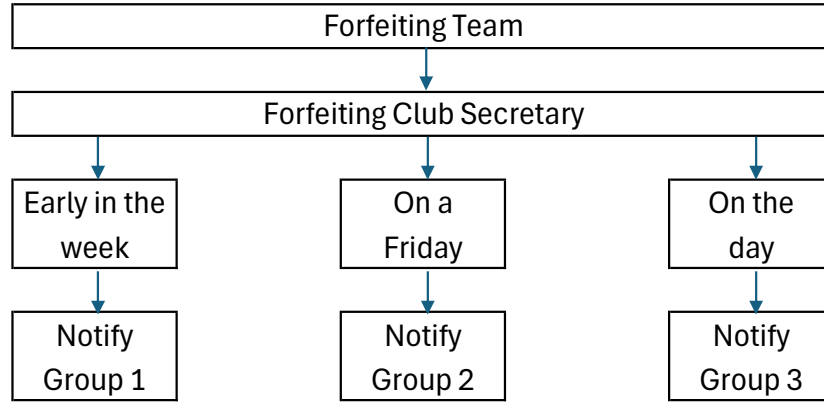 Forfeiting Team
Forfeiting Club Secretary
Early in the
week
On a
Friday
On the
day
Notify
Group 1
Notify
Group 2
Notify
Group 3